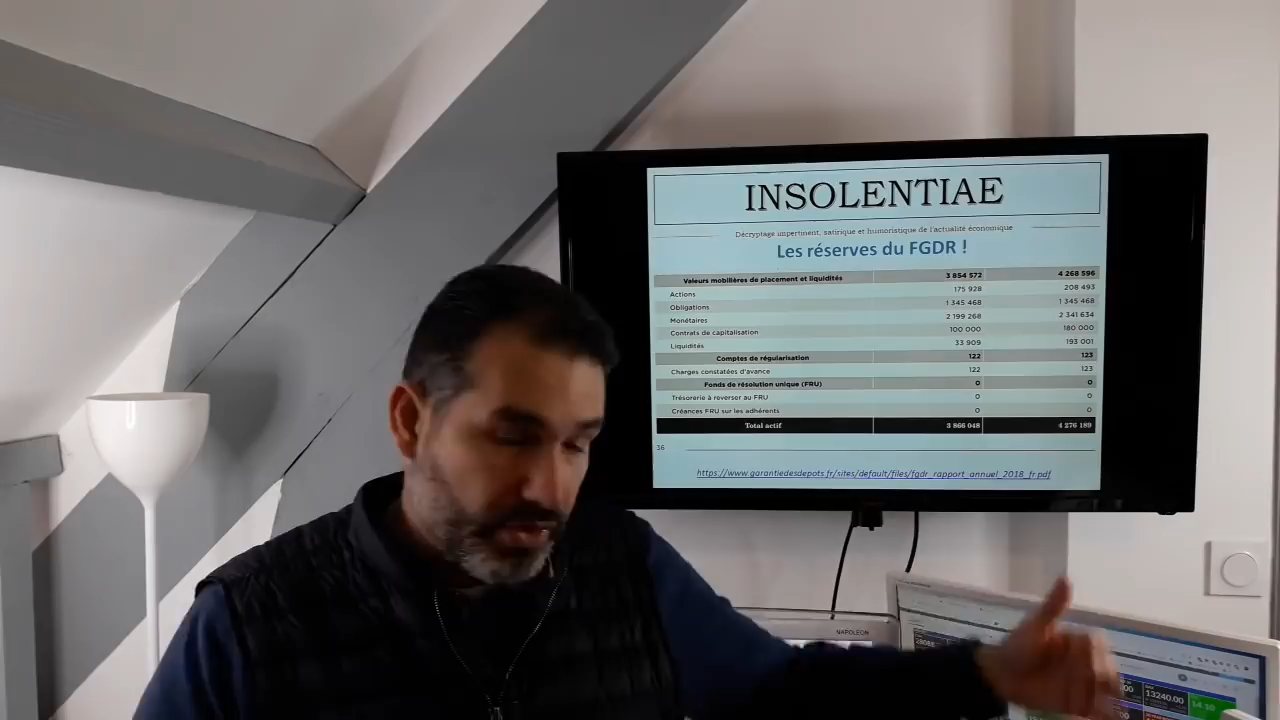 INSOLENTIAE
Décryptage impertinent, satirique et humoristique de l'actualité économique
Les réserves du FGDR !
Valeurs mobilières de placement et liquidités 3 854 572 4 268 596
Actions 175 928 208 493
Obligations 1 345 468 1 345 468
Monétaires 2 199 268 2 341 634
Contrats de capitalisation 100 000 180 000
Liquidités 33 909 193 001
Comptes de régularisation 122 123
Charges constatées d'avance 122 123
Fonds de résolution unique (FRU) 0 0
Trésorerie à reverser au FRU 0 0
Créances FRU sur les adhérents 0 0
Total actif 3 866 048 4 276 189
36
https://www.garantiedesdepots.fr/sites/default/files/fgdr_rapport_annuel_2018_fr.pdf
NAPOLEON
13240.00